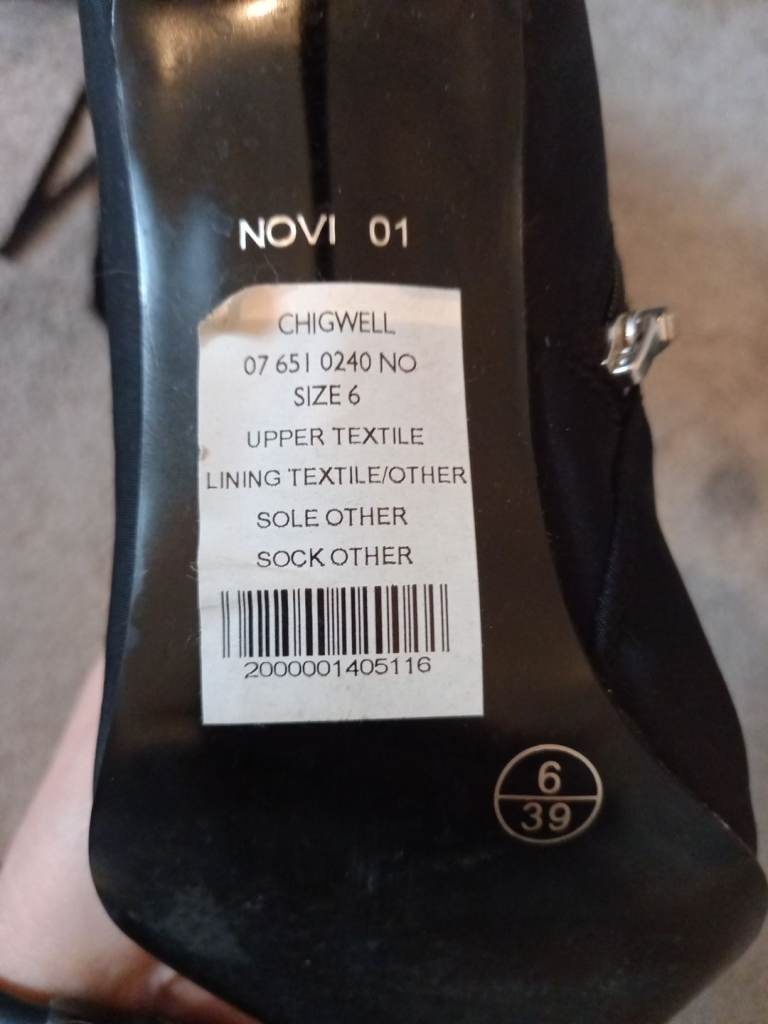 NOVI 01
CHIGWELL
07 651 0240 NO
SIZE 6
UPPER TEXTILE
LINING TEXTILE/OTHER
SOLE OTHER
SOCK OTHER
2000001405116
6
39